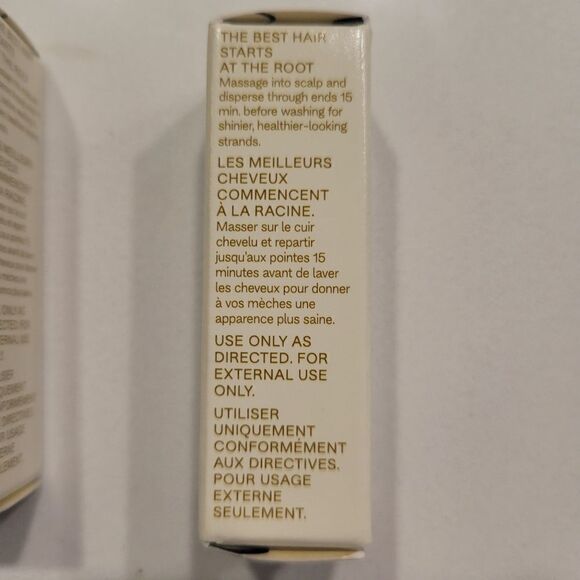 THE BEST HAIR
STARTS
AT THE ROOT
Massage into scalp and
disperse through ends 15
min. before washing for
shinier, healthier-looking
strands.
LES MEILLEURS
CHEVEUX
COMMENCENT
À LA RACINE.
Masser sur le cuir
chevelu et repartir
jusqu'aux pointes 15
minutes avant de laver
les cheveux pour donner
à vos mèches une
apparence plus saine.
USE ONLY AS
DIRECTED. FOR
EXTERNAL USE
ONLY.
UTILISER
UNIQUEMENT
CONFORMÉMENT
AUX DIRECTIVES.
POUR USAGE
EXTERNE
SEULEMENT.